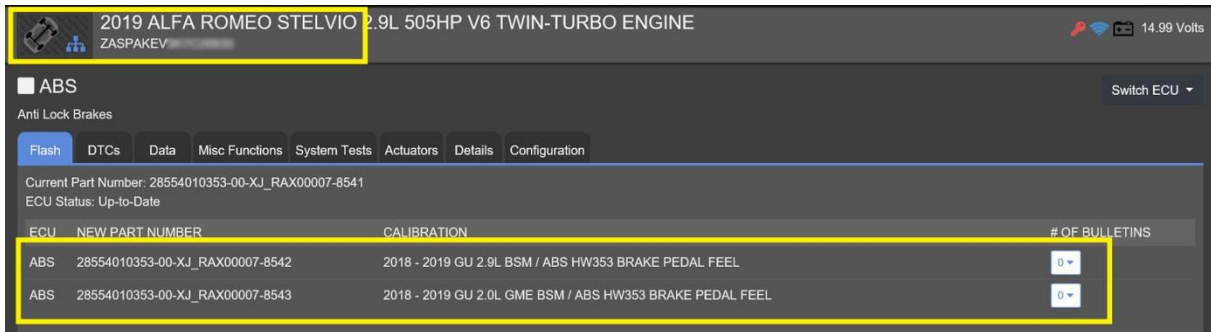 2019 ALFA ROMEO STELVIO 2.9L 505HP V6 TWIN-TURBO ENGINE
ZASPAKEV
14.99 Volts
ABS
Switch ECU
Anti Lock Brakes
Flash DTCs Data Misc Functions System Tests Actuators Details Configuration
Current Part Number: 28554010353-00-XJ_RAX00007-8541
ECU Status: Up-to-Date
ECU NEW PART NUMBER CALIBRATION # OF BULLETINS
ABS 28554010353-00-XJ_RAX00007-8542 2018 - 2019 GU 2.9L BSM / ABS HW353 BRAKE PEDAL FEEL 0
ABS 28554010353-00-XJ_RAX00007-8543 2018 - 2019 GU 2.0L GME BSM / ABS HW353 BRAKE PEDAL FEEL 0